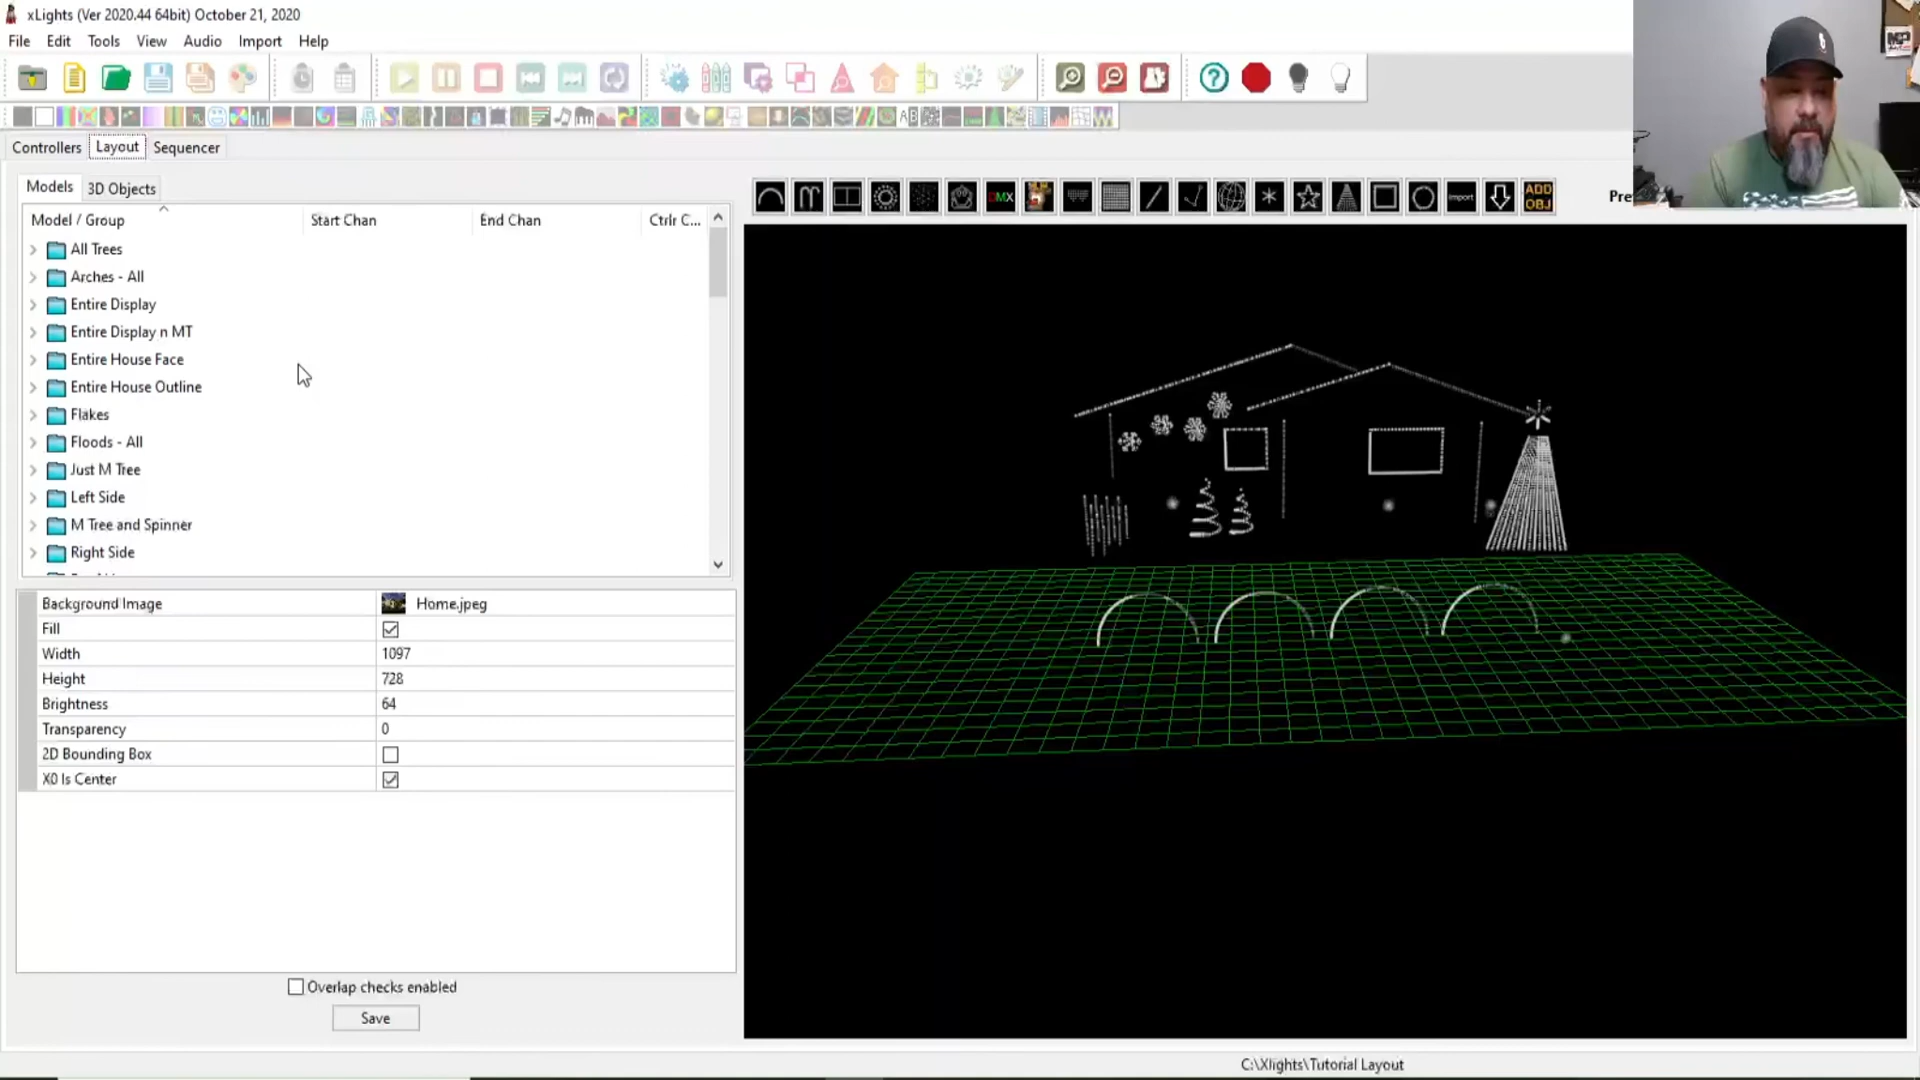 xLights (Ver 2020.44 64bit) October 21, 2020
File Edit Tools View Audio Import Help
Controllers Layout Sequencer
Models 3D Objects
Model / Group Start Chan End Chan Ctrlr C...
All Trees
Arches - All
Entire Display
Entire Display n MT
Entire House Face
Entire House Outline
Flakes
Floods - All
Just M Tree
Left Side
M Tree and Spinner
Right Side
Background Image Home.jpeg
Fill
Width 1097
Height 728
Brightness 64
Transparency 0
2D Bounding Box
X0 Is Center
Overlap checks enabled
Save
DMX
Import
ADD
OBJ
Pre
C:\Xlights\Tutorial Layout